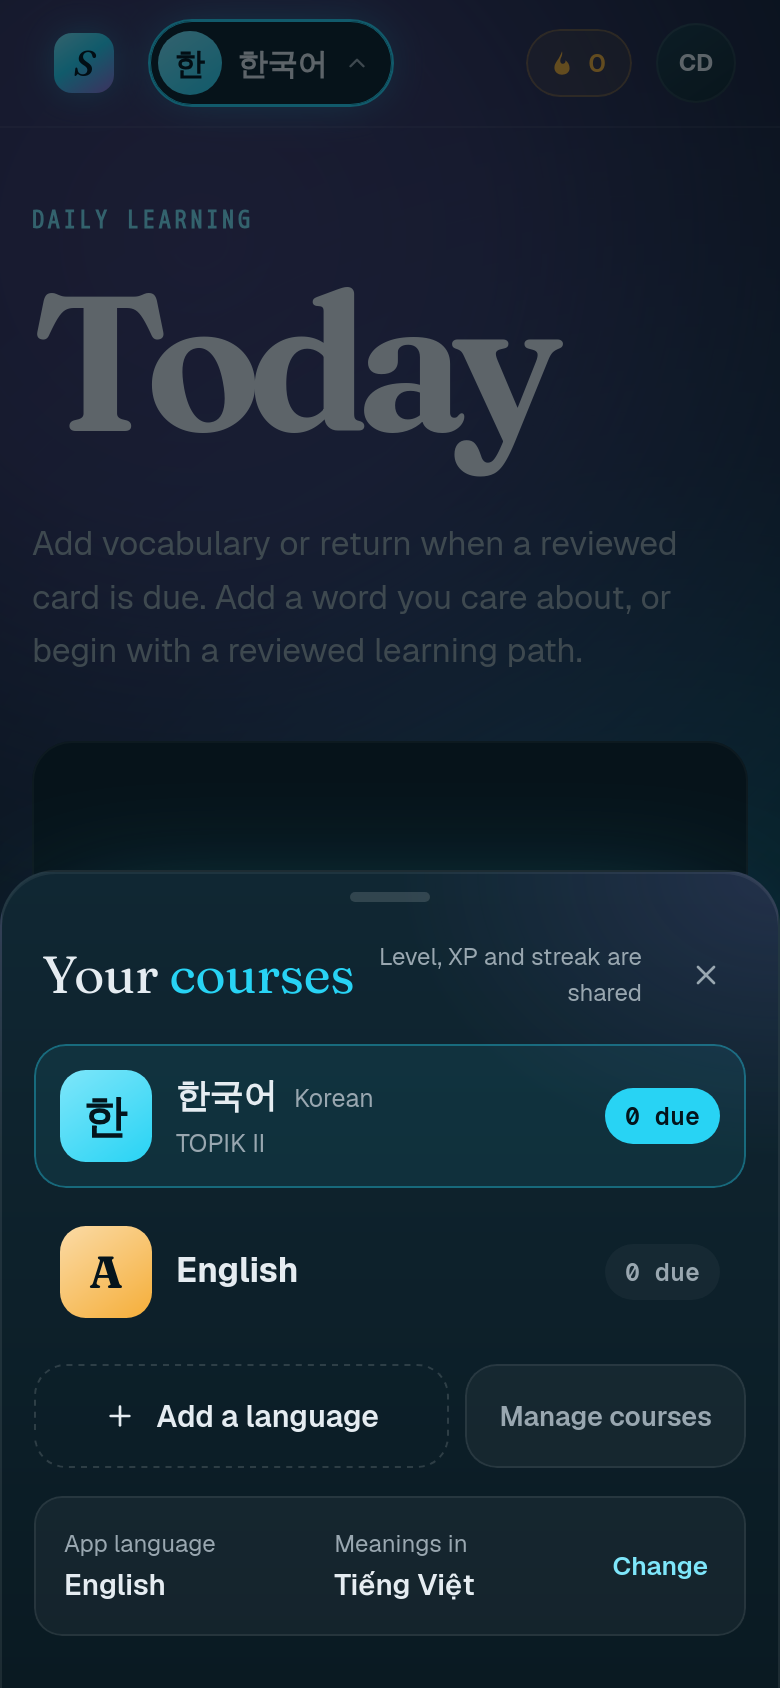 S
한 한국어
0
CD
DAILY LEARNING
Today
Add vocabulary or return when a reviewed
card is due. Add a word you care about, or
begin with a reviewed learning path.
Your courses
Level, XP and streak are
shared
한
한국어 Korean
TOPIK II
0 due
A
English
0 due
Add a language
Manage courses
App language
English
Meanings in
Tiếng Việt
Change